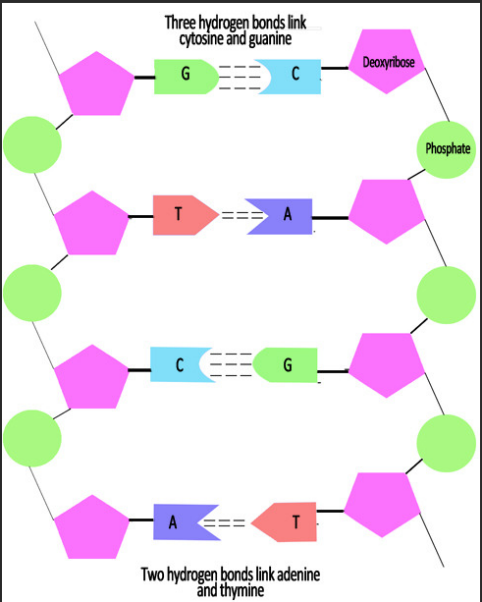 Three hydrogen bonds link
cytosine and guanine
G C Deoxyribose
Phosphate
T A
C G
A T
Two hydrogen bonds link adenine
and thymine